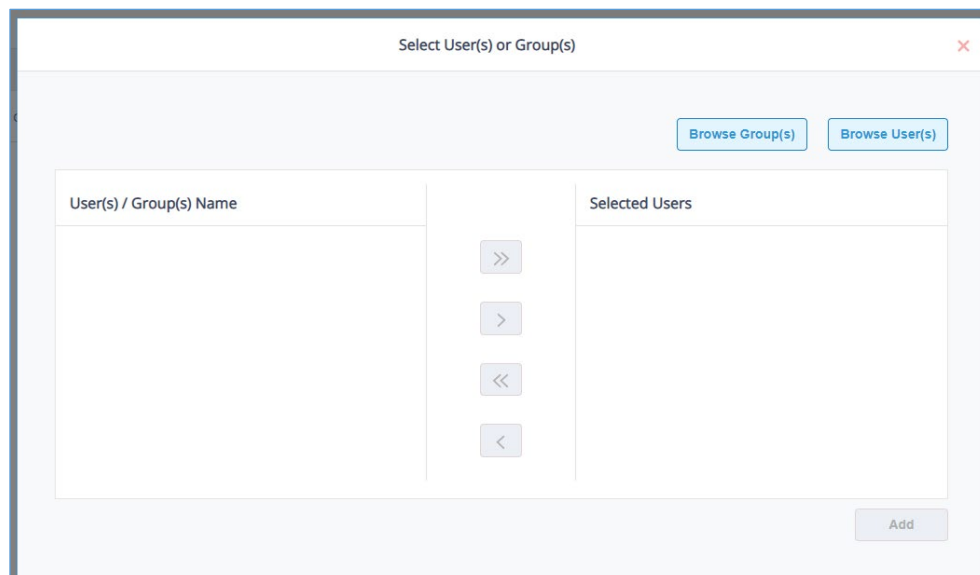 Select User(s) or Group(s)
Browse Group(s) Browse User(s)
User(s) / Group(s) Name Selected Users
Add